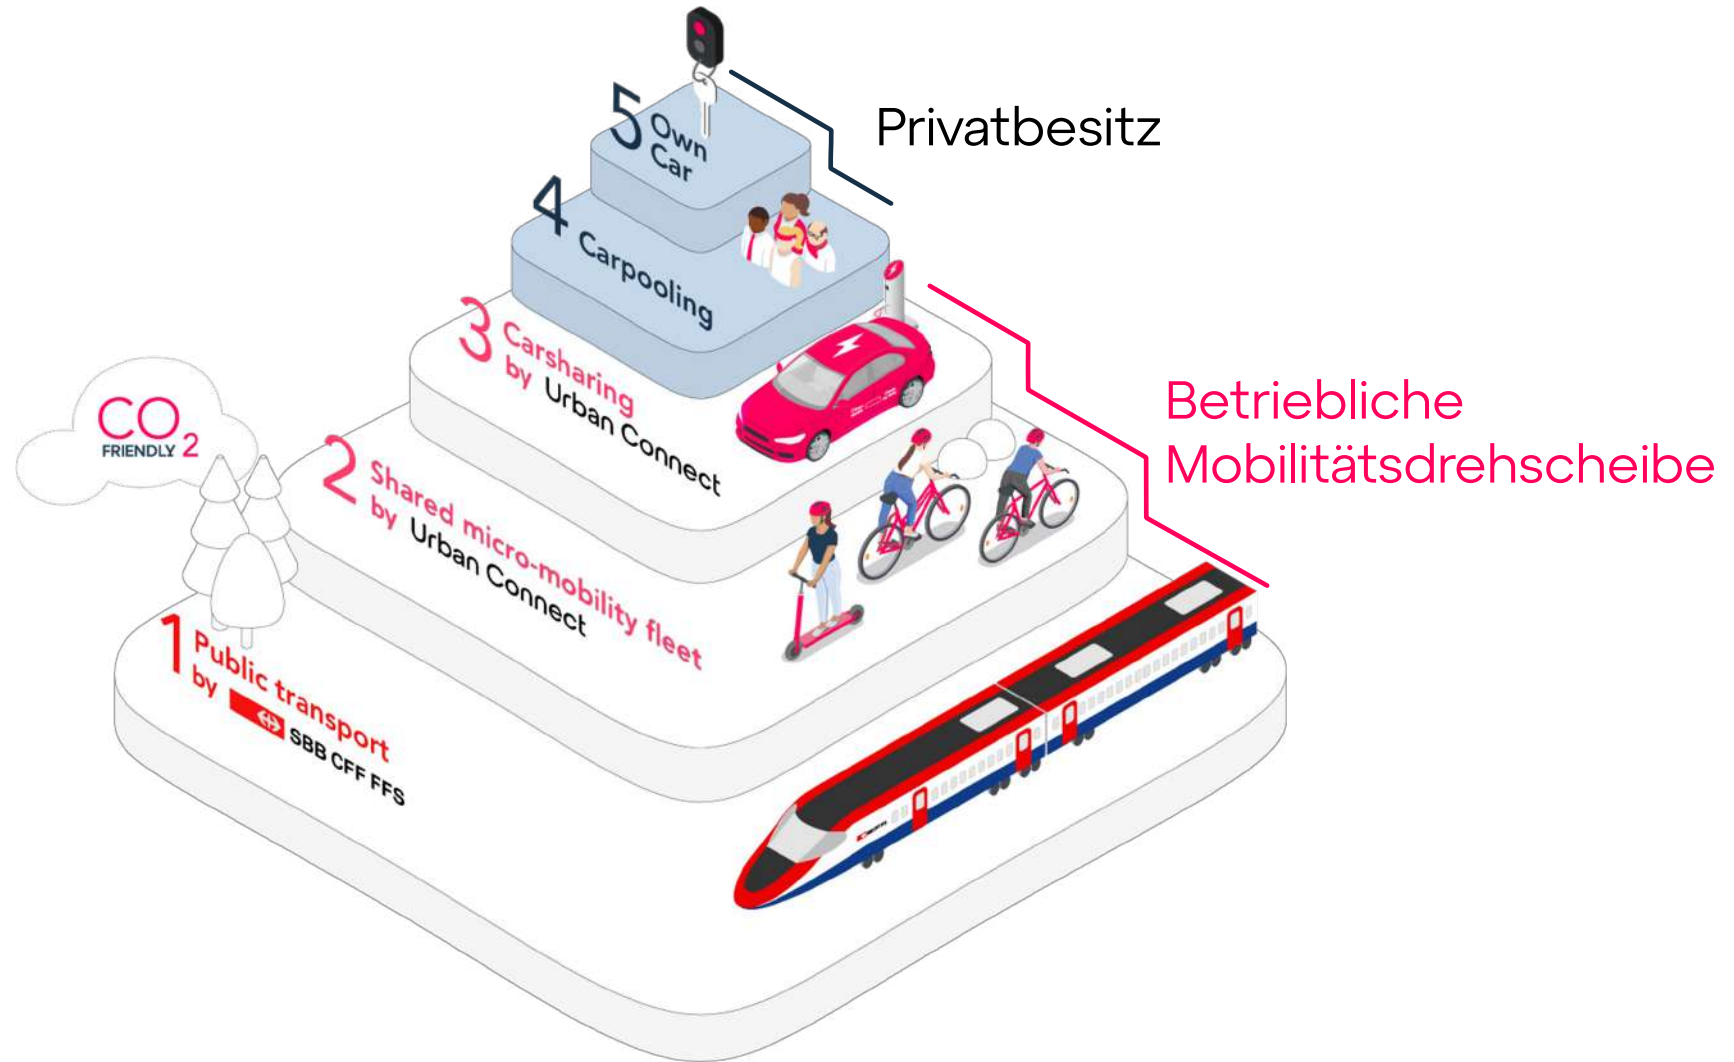 5 Own
Car
Privatbesitz
4 Carpooling
3 Carsharing
by Urban Connect
Betriebliche
Mobilitätsdrehscheibe
CO2
FRIENDLY
2 Shared micro-mobility fleet
by Urban Connect
1 Public transport
by SBB CFF FFS